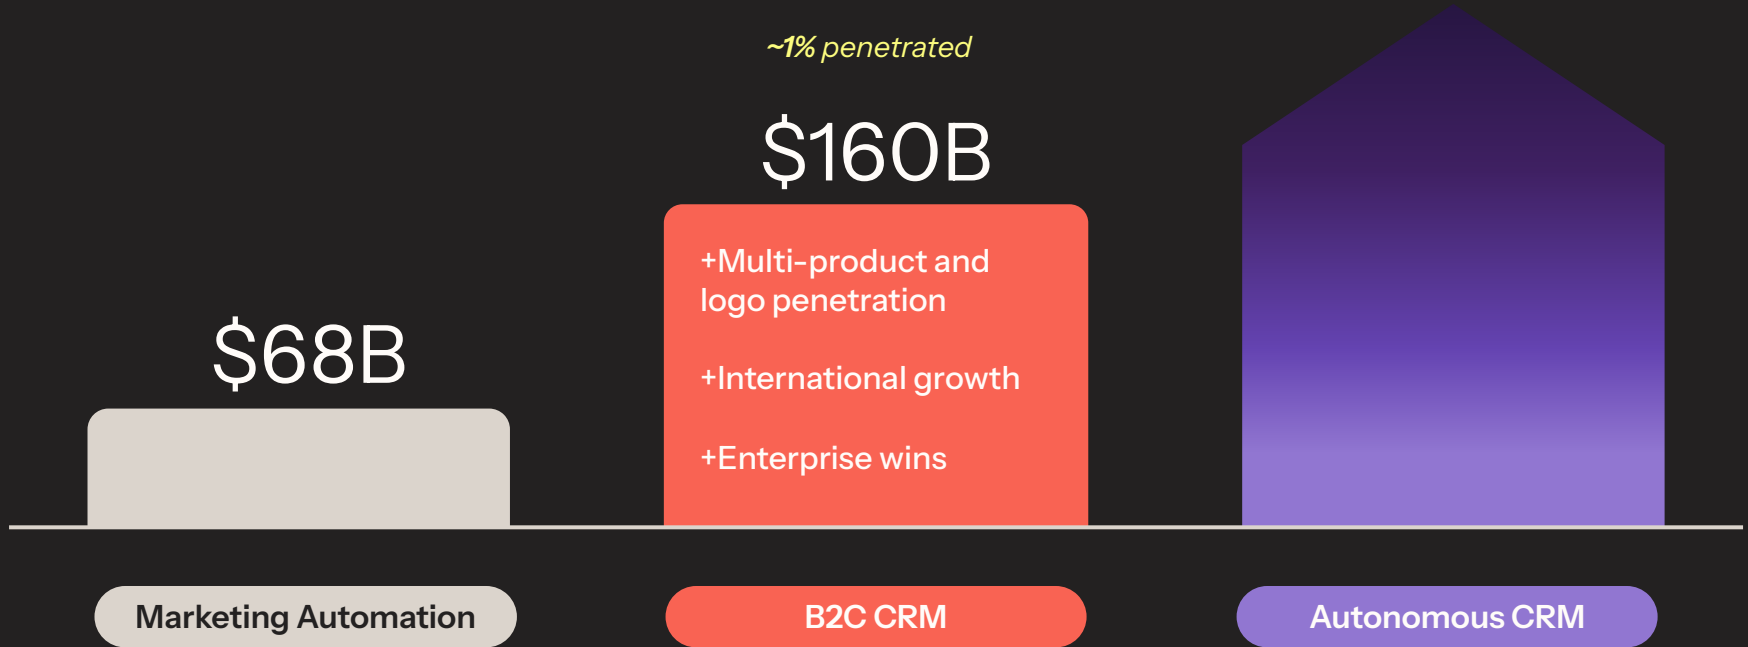 ~1% penetrated
$160B
+Multi-product and
logo penetration
$68B
+International growth
+Enterprise wins
Marketing Automation
B2C CRM
Autonomous CRM